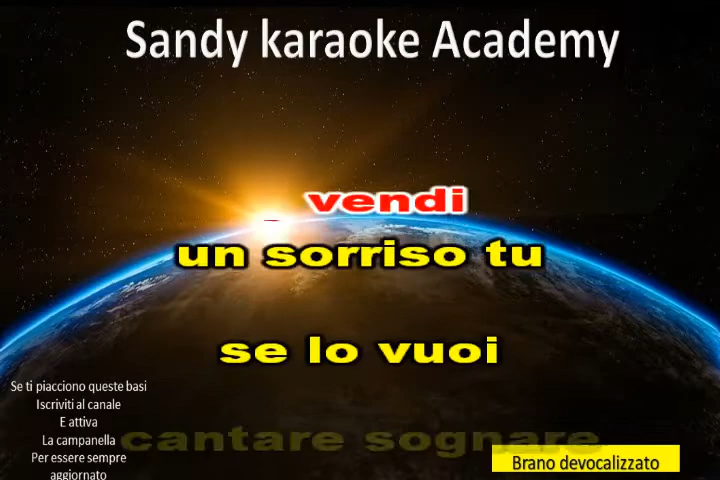 Sandy karaoke Academy
vendi
un sorriso tu
se lo vuoi
cantare sognare
Se ti piacciono queste basi
Iscriviti al canale
E attiva
La campanella
Per essere sempre
aggiornato
Brano devocalizzato